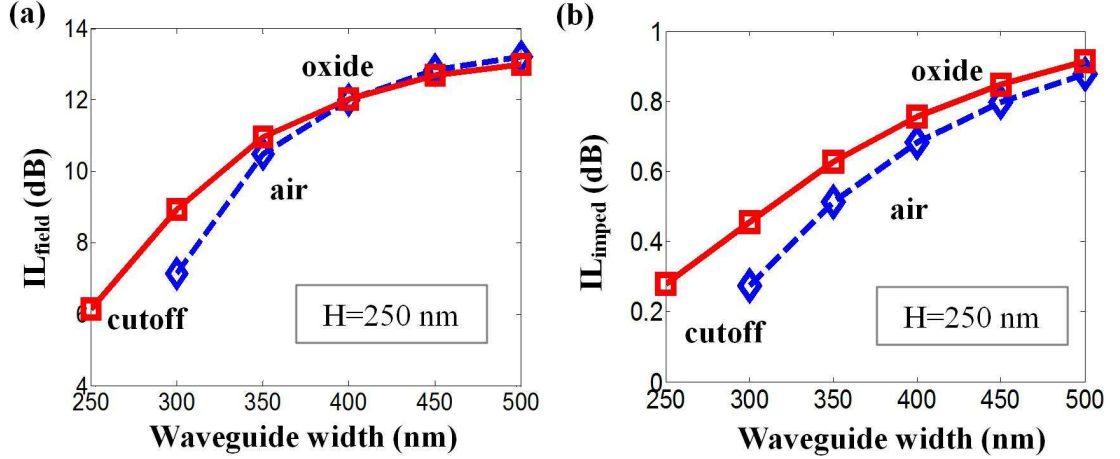 (a)
14
12
10
8
6
4
IL_field (dB)
oxide
air
cutoff
H=250 nm
250 300 350 400 450 500
Waveguide width (nm)
(b)
1
0.8
0.6
0.4
0.2
0
IL_imped (dB)
oxide
air
cutoff
H=250 nm
250 300 350 400 450 500
Waveguide width (nm)